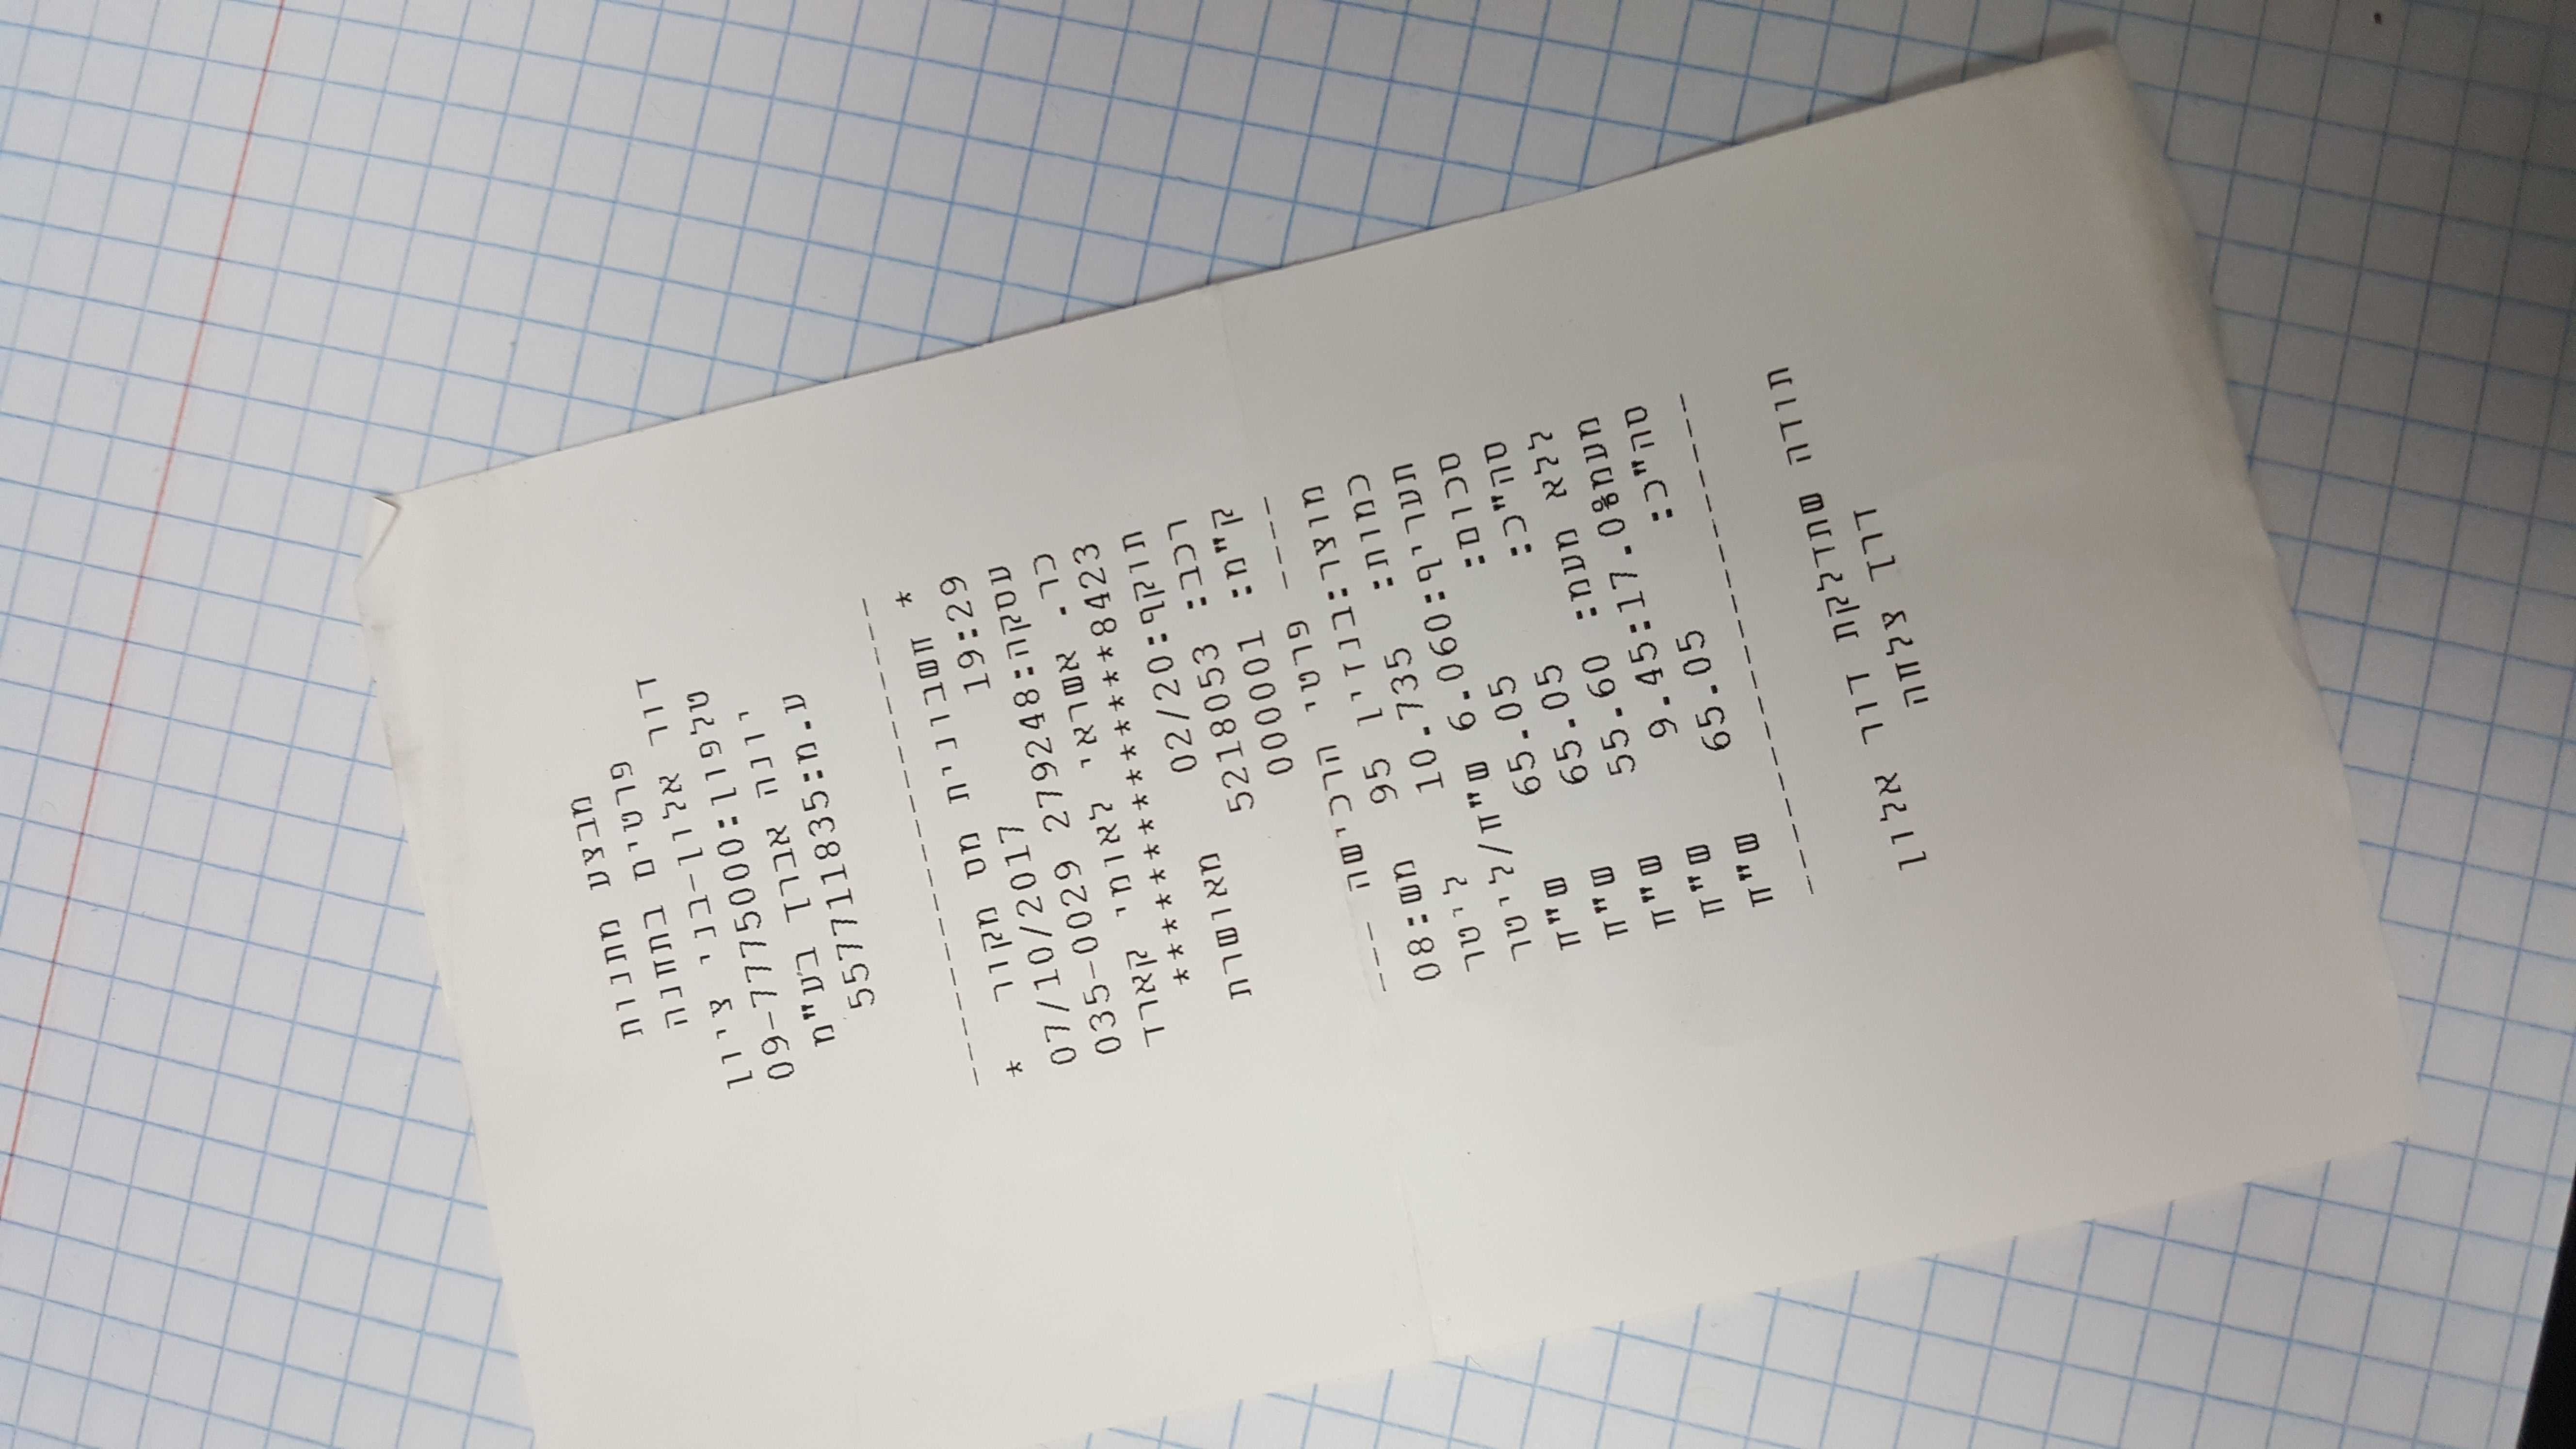 מבצע מתנות
פרטים בתחנה
דור אלון-בני ציון
טלפון:09-7775000
יונה אברך בע"מ
ע.מ:557711835
-------------------
* חשבונית מס מקור *
19:29 07/10/2017
עסקה:279248 035-0029
כר. אשראי לאומי קארד
**************8423
תוקף:02/20 מאושרת
רכב: 5218053
ק"מ: 000001
---- פרטי הרכישה ---
מוצר:בנזין 95 מש:08
כמות: 10.735 ליטר
תעריף:6.060 ש"ח/ליטר
סכום: 65.05 ש"ח
סה"כ: 65.05 ש"ח
ללא מעמ: 55.60 ש"ח
מעמ17.0%:9.45 ש"ח
סה"כ: 65.05 ש"ח
--------------------
תודה שתדלקת דור אלון
דרך צלחה